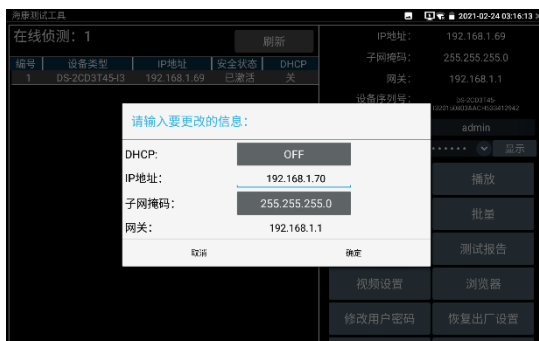 海康测试工具
2021-02-24 03:16:13
在线侦测：1
刷新
编号 设备类型 IP地址 安全状态 DHCP
1 DS-2CD3T45-I3 192.168.1.69 已激活 关
IP地址： 192.168.1.69
子网掩码： 255.255.255.0
网关： 192.168.1.1
设备序列号： DS-2CD3T45-
admin
•••••• 显示
请输入要更改的信息：
DHCP: OFF
IP地址： 192.168.1.70
子网掩码： 255.255.255.0
网关： 192.168.1.1
取消 确定
播放
批量
测试报告
视频设置 浏览器
修改用户密码 恢复出厂设置